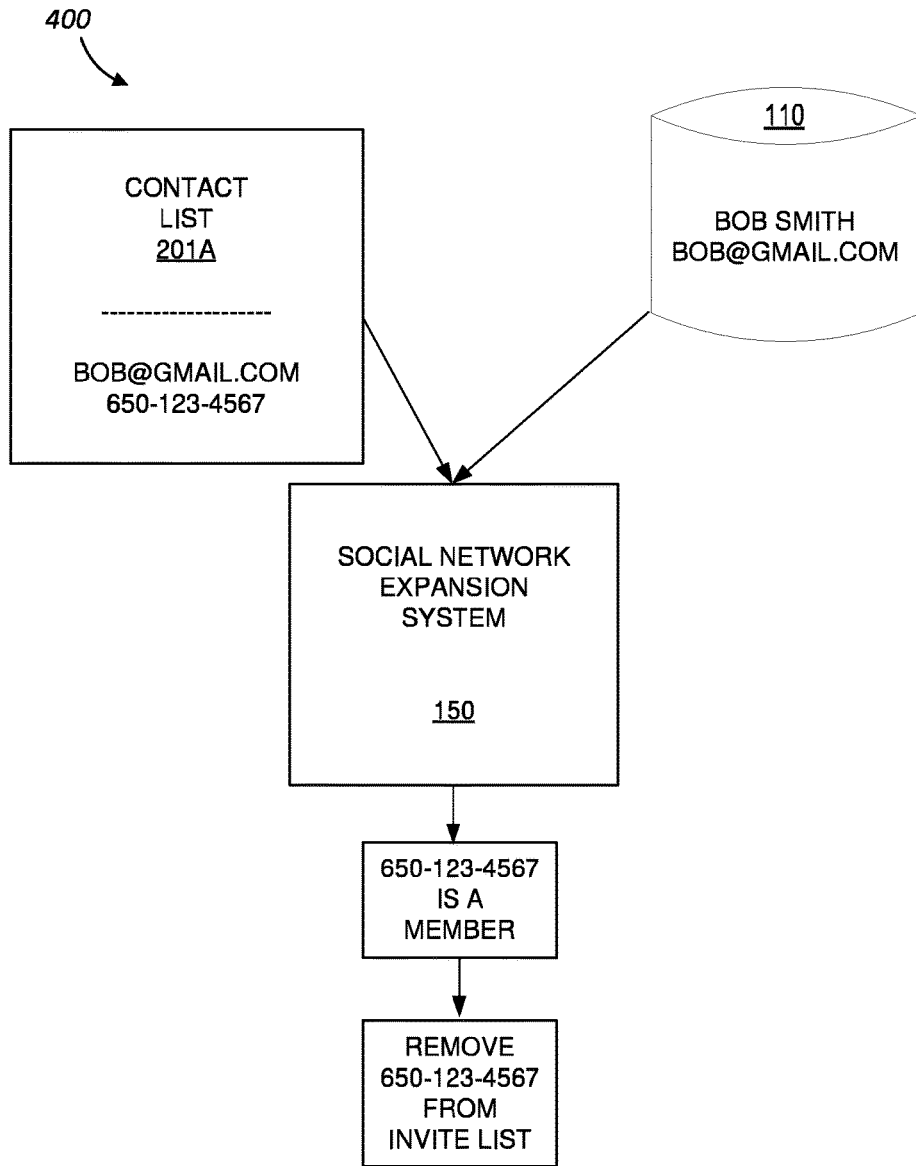 400
CONTACT
LIST
201A
---------------------
BOB@GMAIL.COM
650-123-4567
110
BOB SMITH
BOB@GMAIL.COM
SOCIAL NETWORK
EXPANSION
SYSTEM
150
650-123-4567
IS A
MEMBER
REMOVE
650-123-4567
FROM
INVITE LIST